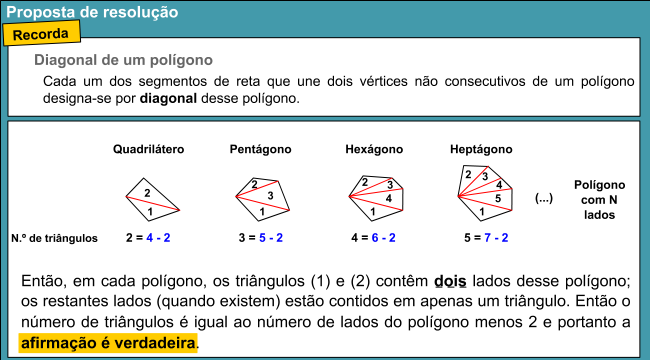 Proposta de resolução
Recorda
Diagonal de um polígono
Cada um dos segmentos de reta que une dois vértices não consecutivos de um polígono
designa-se por diagonal desse polígono.
Quadrilátero Pentágono Hexágono Heptágono
2 1
2 3 1
2 3 4 1
2 3 4 5 1
(...) Polígono
com N
lados
N.º de triângulos 2 = 4 - 2 3 = 5 - 2 4 = 6 - 2 5 = 7 - 2
Então, em cada polígono, os triângulos (1) e (2) contêm dois lados desse polígono;
os restantes lados (quando existem) estão contidos em apenas um triângulo. Então o
número de triângulos é igual ao número de lados do polígono menos 2 e portanto a
afirmação é verdadeira.